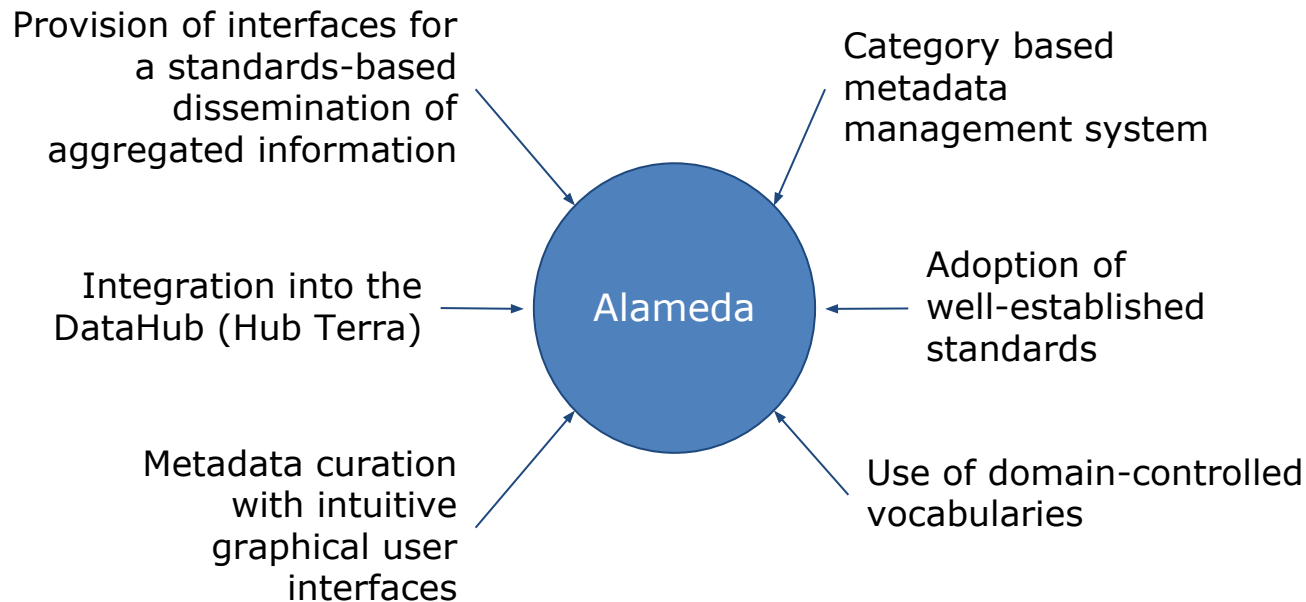 Provision of interfaces for
a standards-based
dissemination of
aggregated information
Category based
metadata
management system
Integration into the
DataHub (Hub Terra)
Alameda
Adoption of
well-established
standards
Metadata curation
with intuitive
graphical user
interfaces
Use of domain-controlled
vocabularies